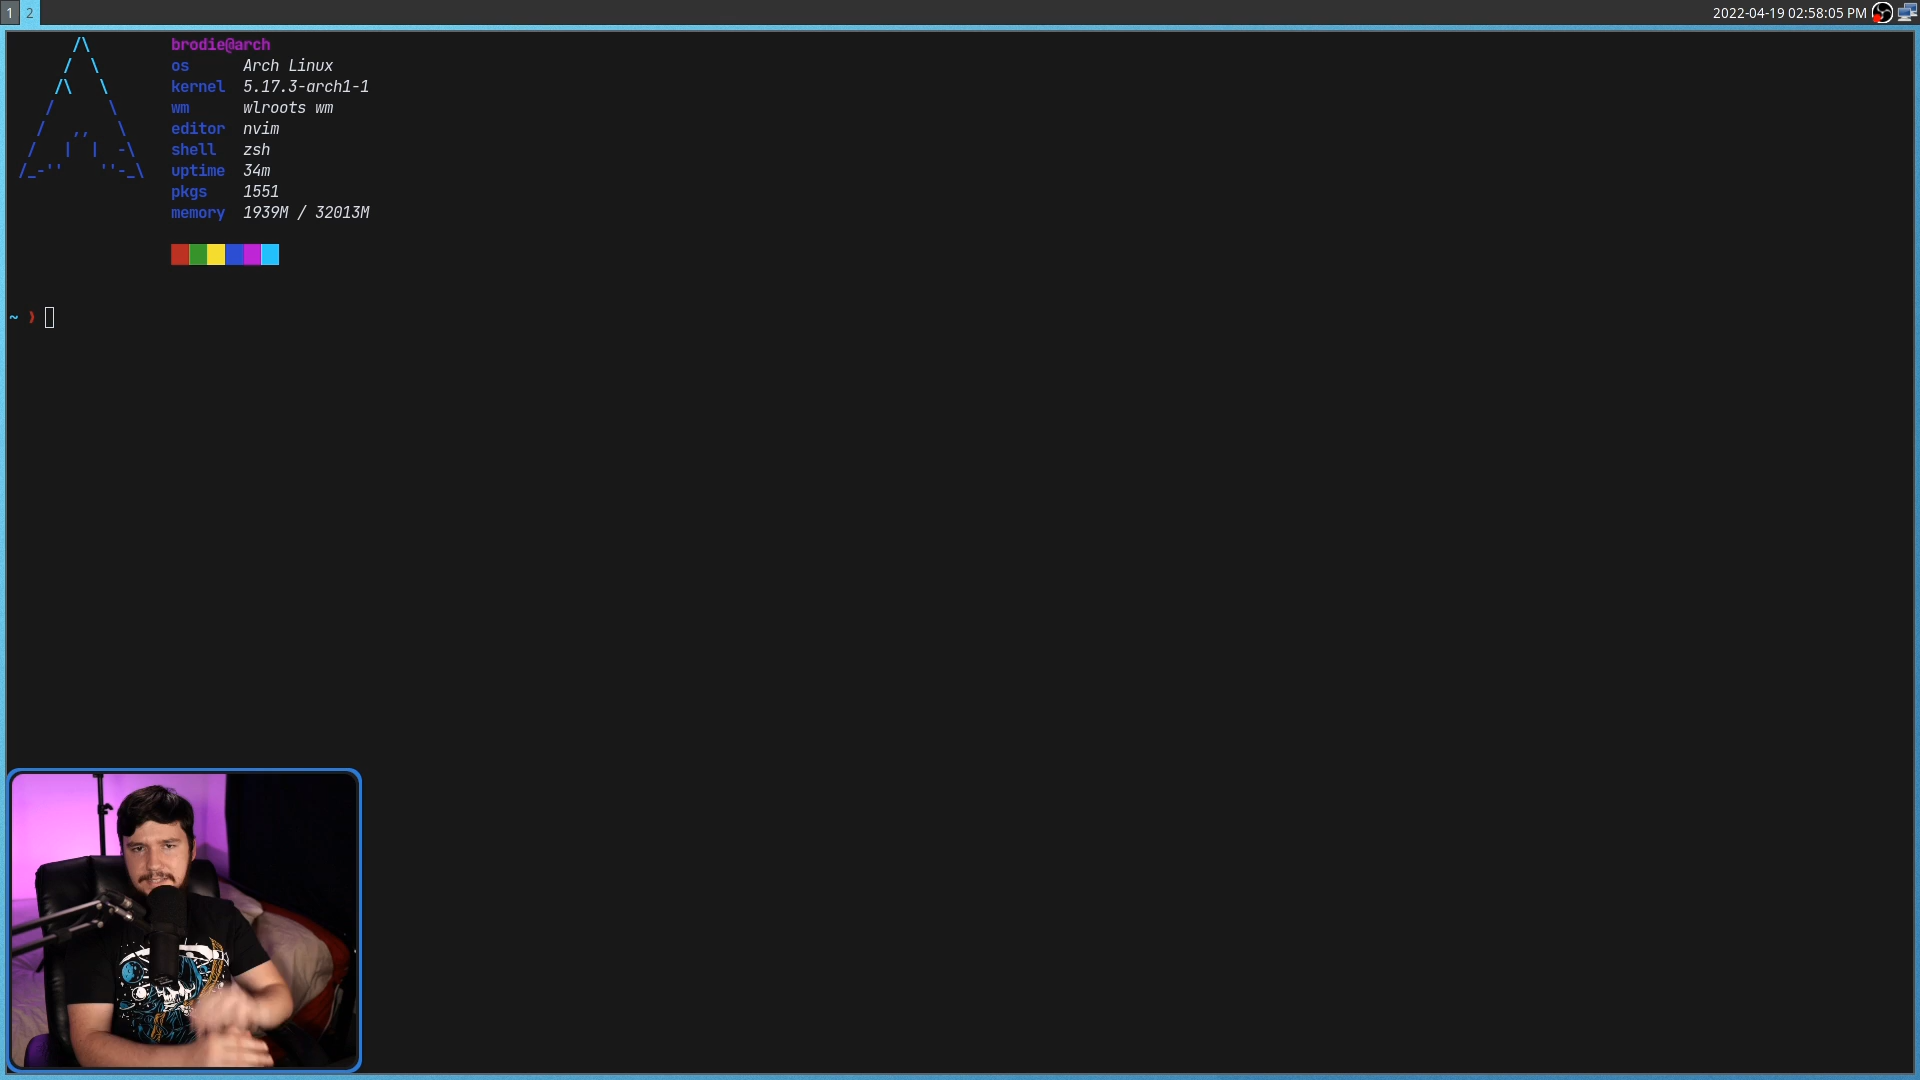 1 2
2022-04-19 02:58:05 PM
brodie@arch
os Arch Linux
kernel 5.17.3-arch1-1
wm wlroots wm
editor nvim
shell zsh
uptime 34m
pkgs 1551
memory 1939M / 32013M
~ ❯